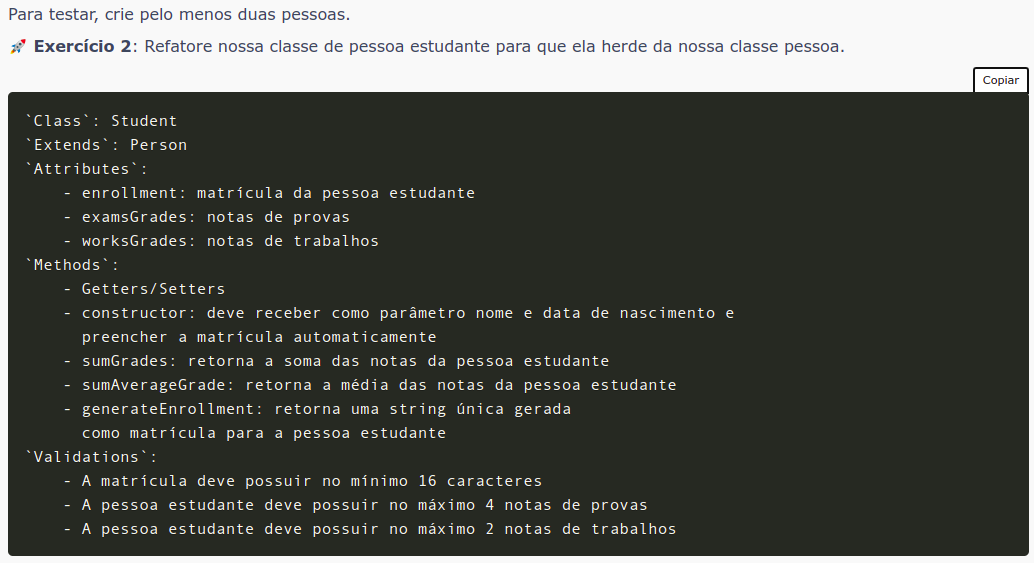 Para testar, crie pelo menos duas pessoas.
🚀 Exercício 2: Refatore nossa classe de pessoa estudante para que ela herde da nossa classe pessoa.
Copiar
`Class`: Student
`Extends`: Person
`Attributes`:
    - enrollment: matrícula da pessoa estudante
    - examsGrades: notas de provas
    - worksGrades: notas de trabalhos
`Methods`:
    - Getters/Setters
    - constructor: deve receber como parâmetro nome e data de nascimento e
      preencher a matrícula automaticamente
    - sumGrades: retorna a soma das notas da pessoa estudante
    - sumAverageGrade: retorna a média das notas da pessoa estudante
    - generateEnrollment: retorna uma string única gerada
      como matrícula para a pessoa estudante
`Validations`:
    - A matrícula deve possuir no mínimo 16 caracteres
    - A pessoa estudante deve possuir no máximo 4 notas de provas
    - A pessoa estudante deve possuir no máximo 2 notas de trabalhos